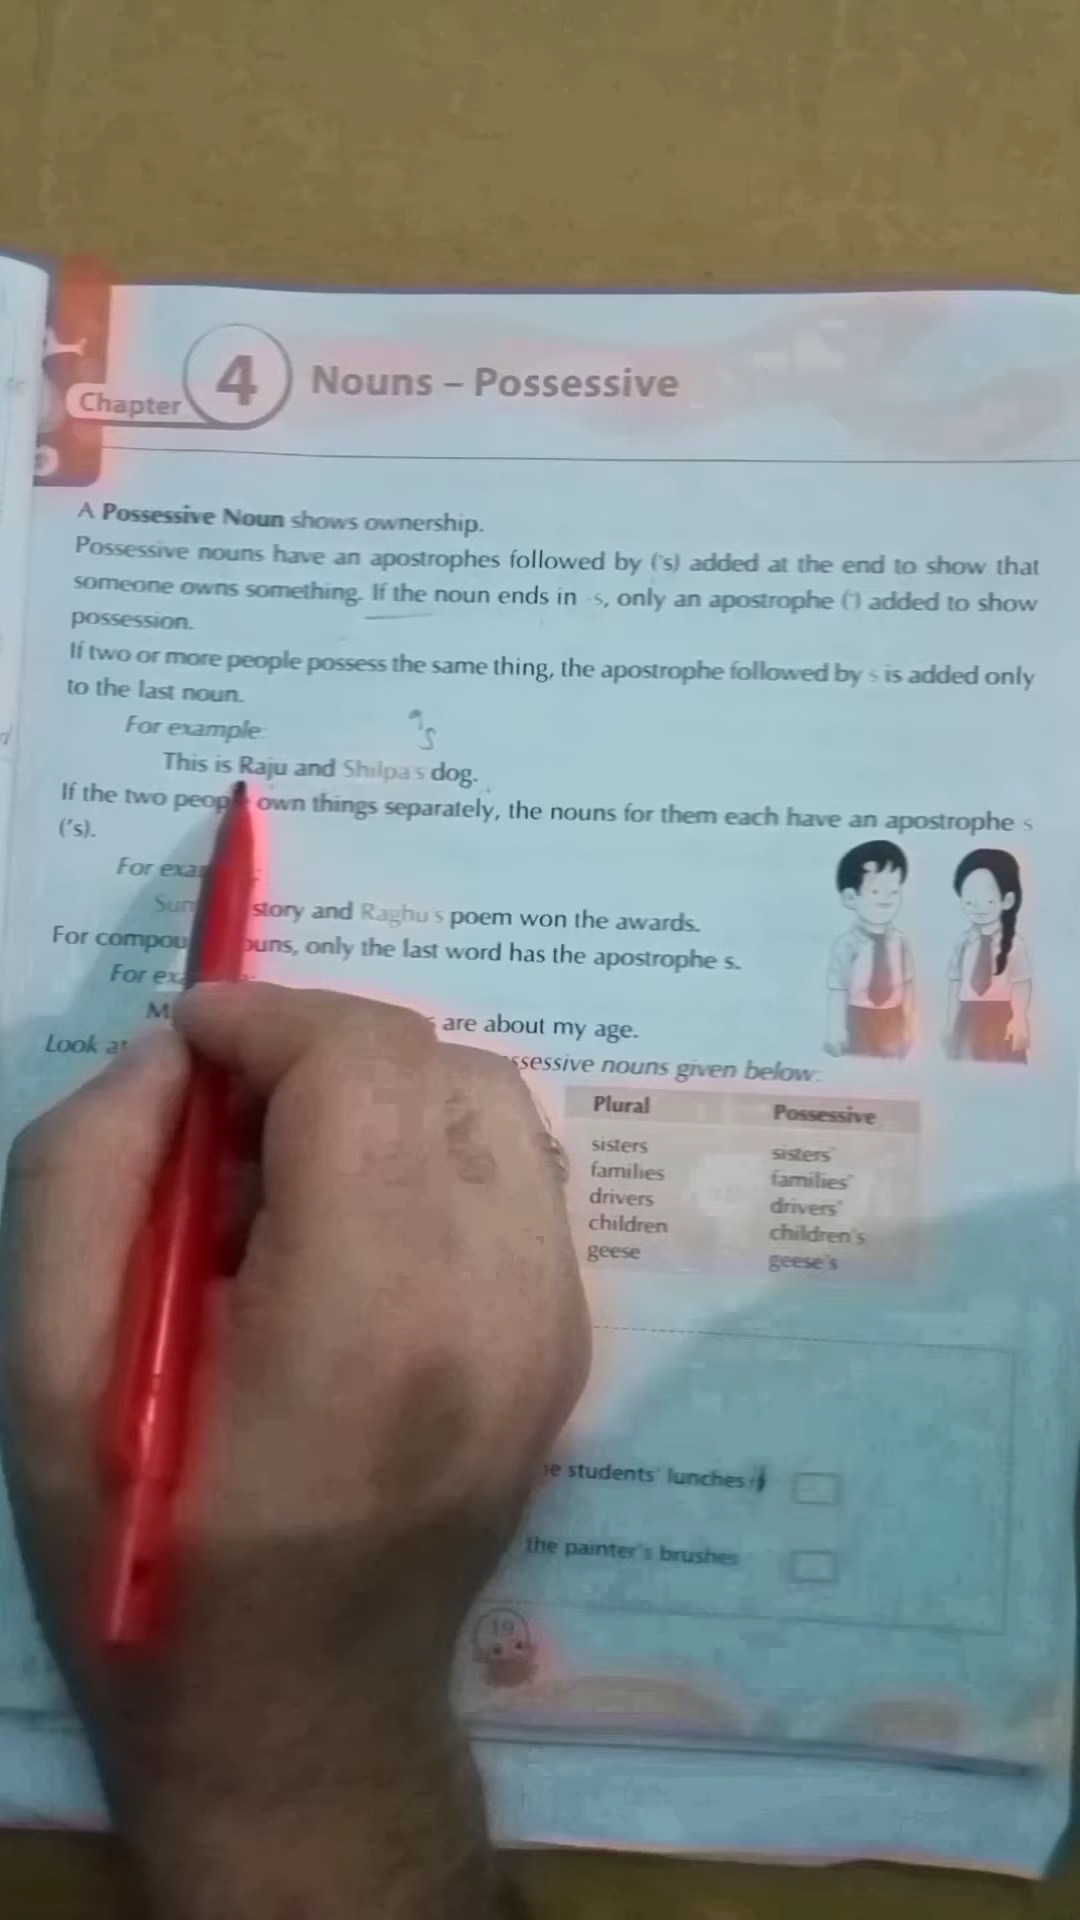 Chapter 4 Nouns – Possessive
A Possessive Noun shows ownership.
Possessive nouns have an apostrophes followed by ('s) added at the end to show that
someone owns something. If the noun ends in -s, only an apostrophe (') added to show
possession.
If two or more people possess the same thing, the apostrophe followed by s is added only
to the last noun.
For example:
's
This is Raju and Shilpa's dog.
If the two people own things separately, the nouns for them each have an apostrophe s
('s).
For
story and Raghu's poem won the awards.
For only the last word has the apostrophe s.
For
are about my age.
Look nouns given below:
Plural Possessive
sisters sisters'
families families'
drivers drivers'
children children's
geese geese's
students' lunches
the painter's brushes
19